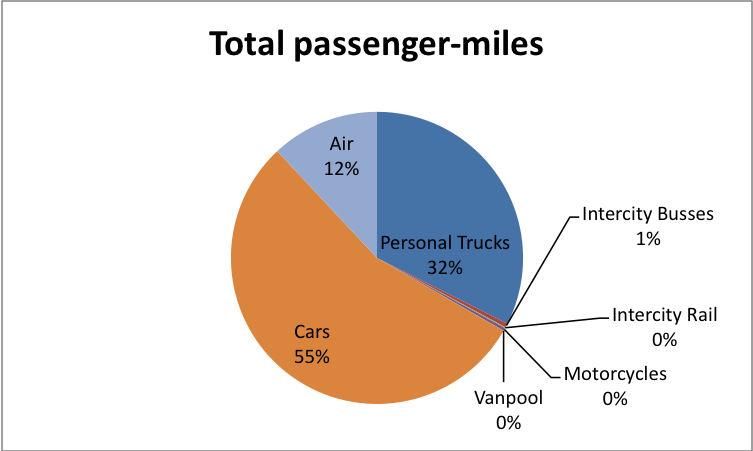 Total passenger-miles
Air
12%
Personal Trucks
32%
Intercity Busses
1%
Intercity Rail
0%
Motorcycles
0%
Vanpool
0%
Cars
55%